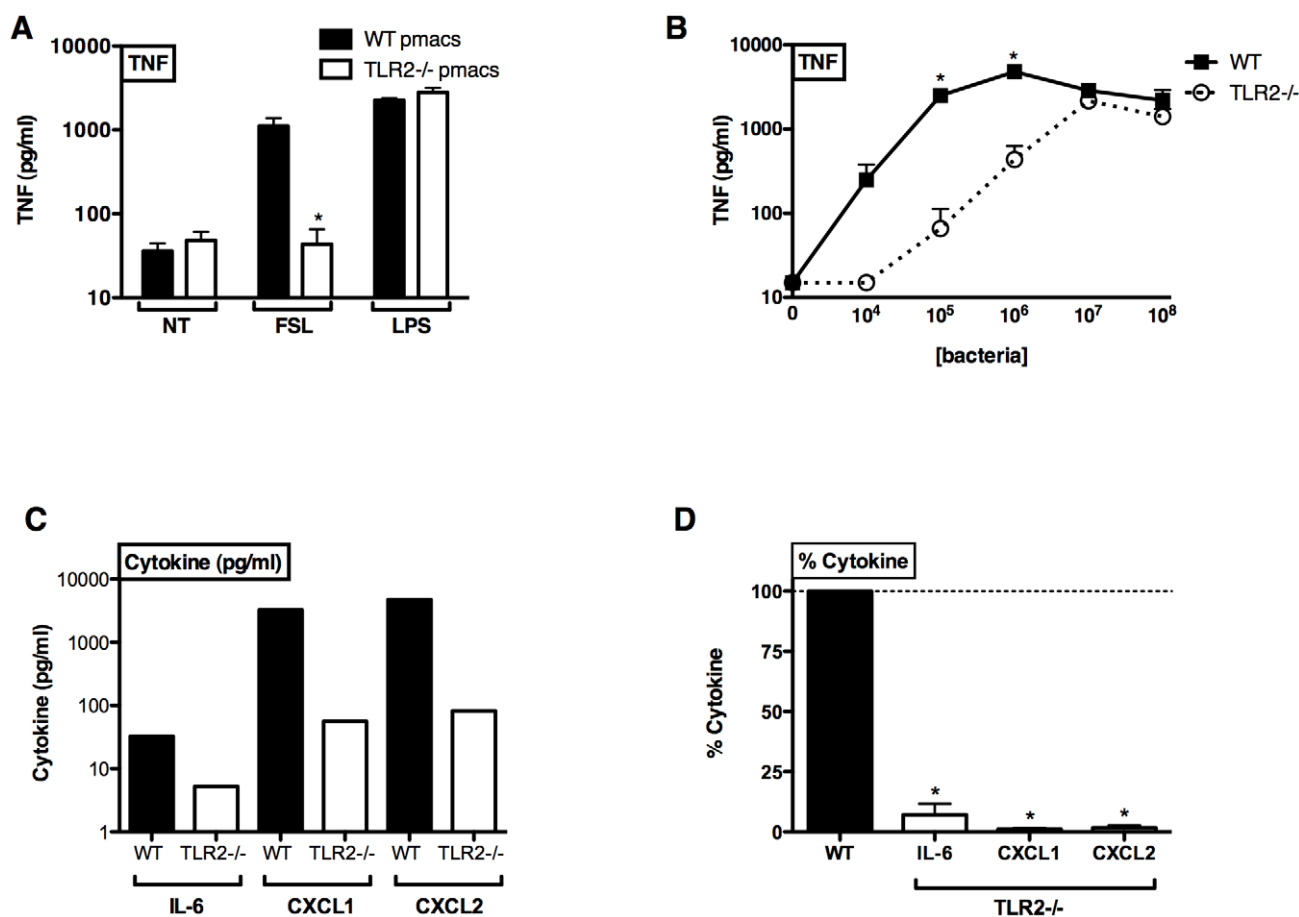 A
TNF
WT pmacs
TLR2-/- pmacs
TNF (pg/ml)
10000
1000
100
10
NT
FSL
LPS
B
TNF
WT
TLR2-/-
TNF (pg/ml)
10000
1000
100
10
0
10⁴
10⁵
10⁶
10⁷
10⁸
[bacteria]
*
*
*
C
Cytokine (pg/ml)
Cytokine (pg/ml)
10000
1000
100
10
1
WT
TLR2-/-
WT
TLR2-/-
WT
TLR2-/-
IL-6
CXCL1
CXCL2
D
% Cytokine
% Cytokine
100
75
50
25
0
*
*
*
WT
IL-6
CXCL1
CXCL2
TLR2-/-